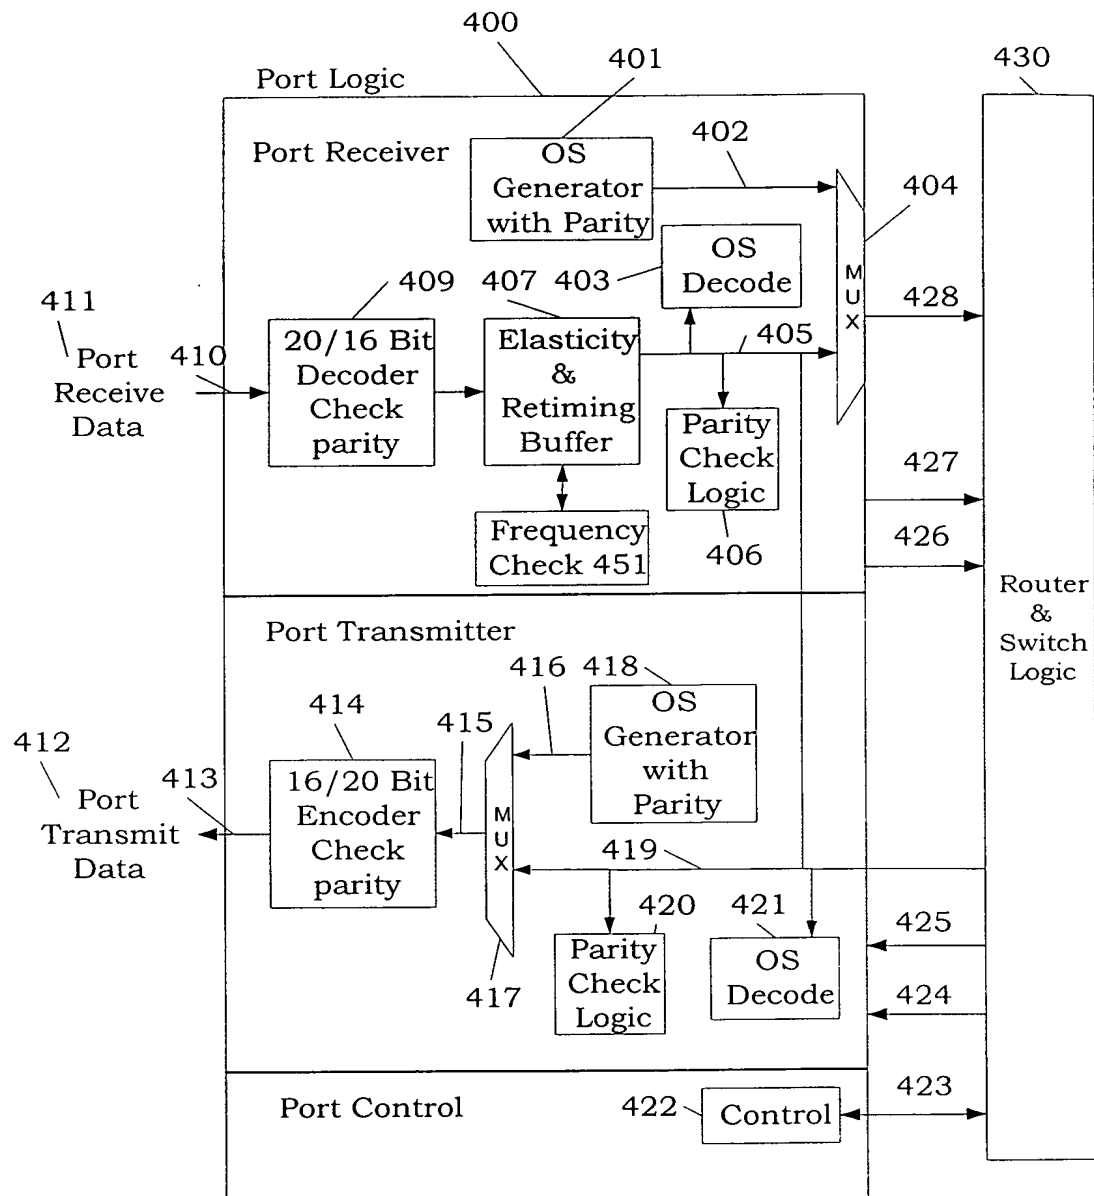 400
401
430
Port Logic
402
Port Receiver
OS
Generator
with Parity
404
OS
Decode
MUX
409
407
403
428
411
20/16 Bit
Decoder
Check
parity
Elasticity
&
Retiming
Buffer
405
Port
Receive
Data
410
Parity
Check
Logic
427
Frequency
Check 451
406
426
Router
&
Switch
Logic
Port Transmitter
416
418
OS
Generator
with
Parity
414
415
412
413
16/20 Bit
Encoder
Check
parity
MUX
Port
Transmit
Data
419
420
421
425
Parity
Check
Logic
OS
Decode
417
424
Port Control
422
Control
423